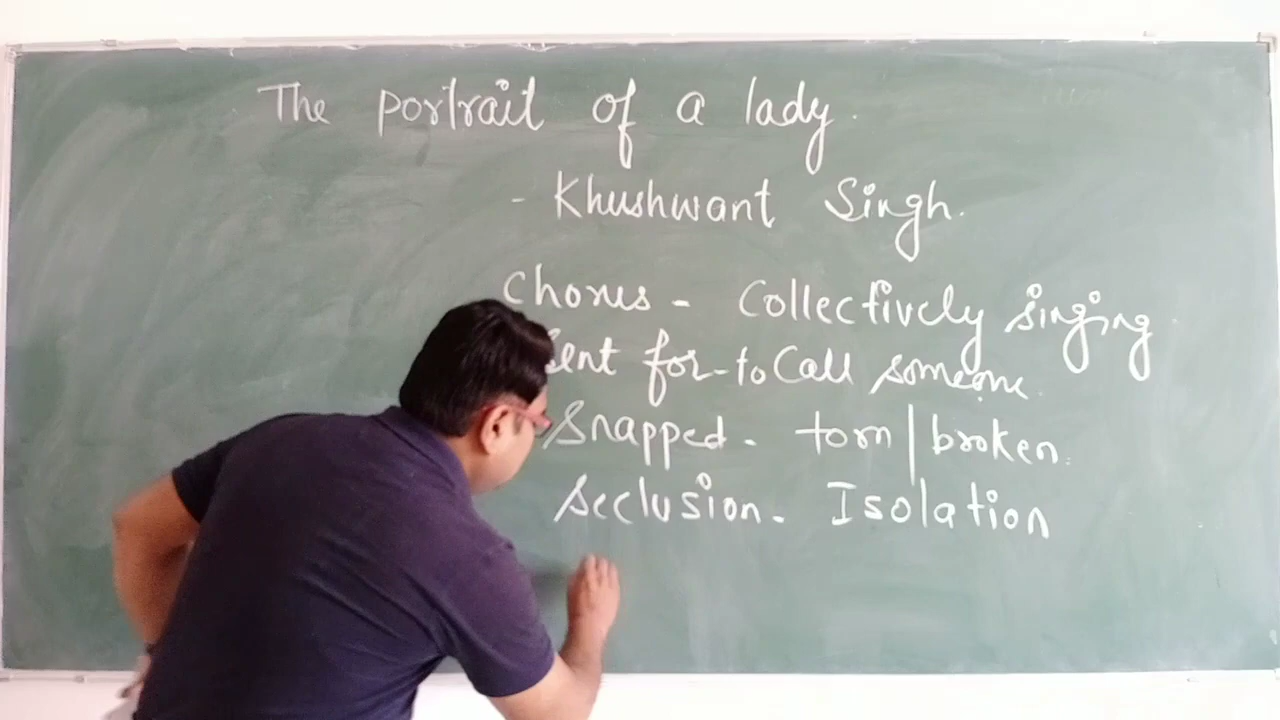 The portrait of a lady.
- Khushwant Singh.
Chorus - Collectively singing
Sent for - to Call someone.
Snapped - torn | broken.
Seclusion - Isolation